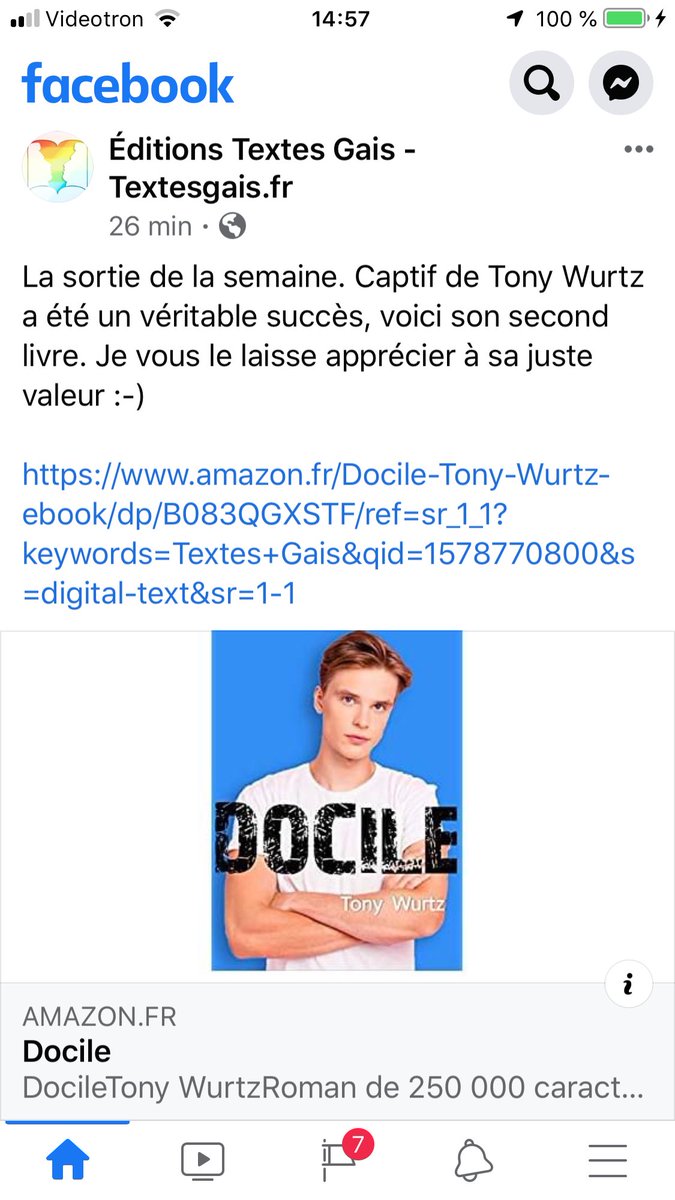 Videotron 14:57 100 %
facebook
Éditions Textes Gais -
Textesgais.fr
26 min ·
La sortie de la semaine. Captif de Tony Wurtz
a été un véritable succès, voici son second
livre. Je vous le laisse apprécier à sa juste
valeur :-)
https://www.amazon.fr/Docile-Tony-Wurtz-
ebook/dp/B083QGXSTF/ref=sr_1_1?
keywords=Textes+Gais&qid=1578770800&s
=digital-text&sr=1-1
DOCILE
Tony Wurtz
i
AMAZON.FR
Docile
DocileTony WurtzRoman de 250 000 caract...
7